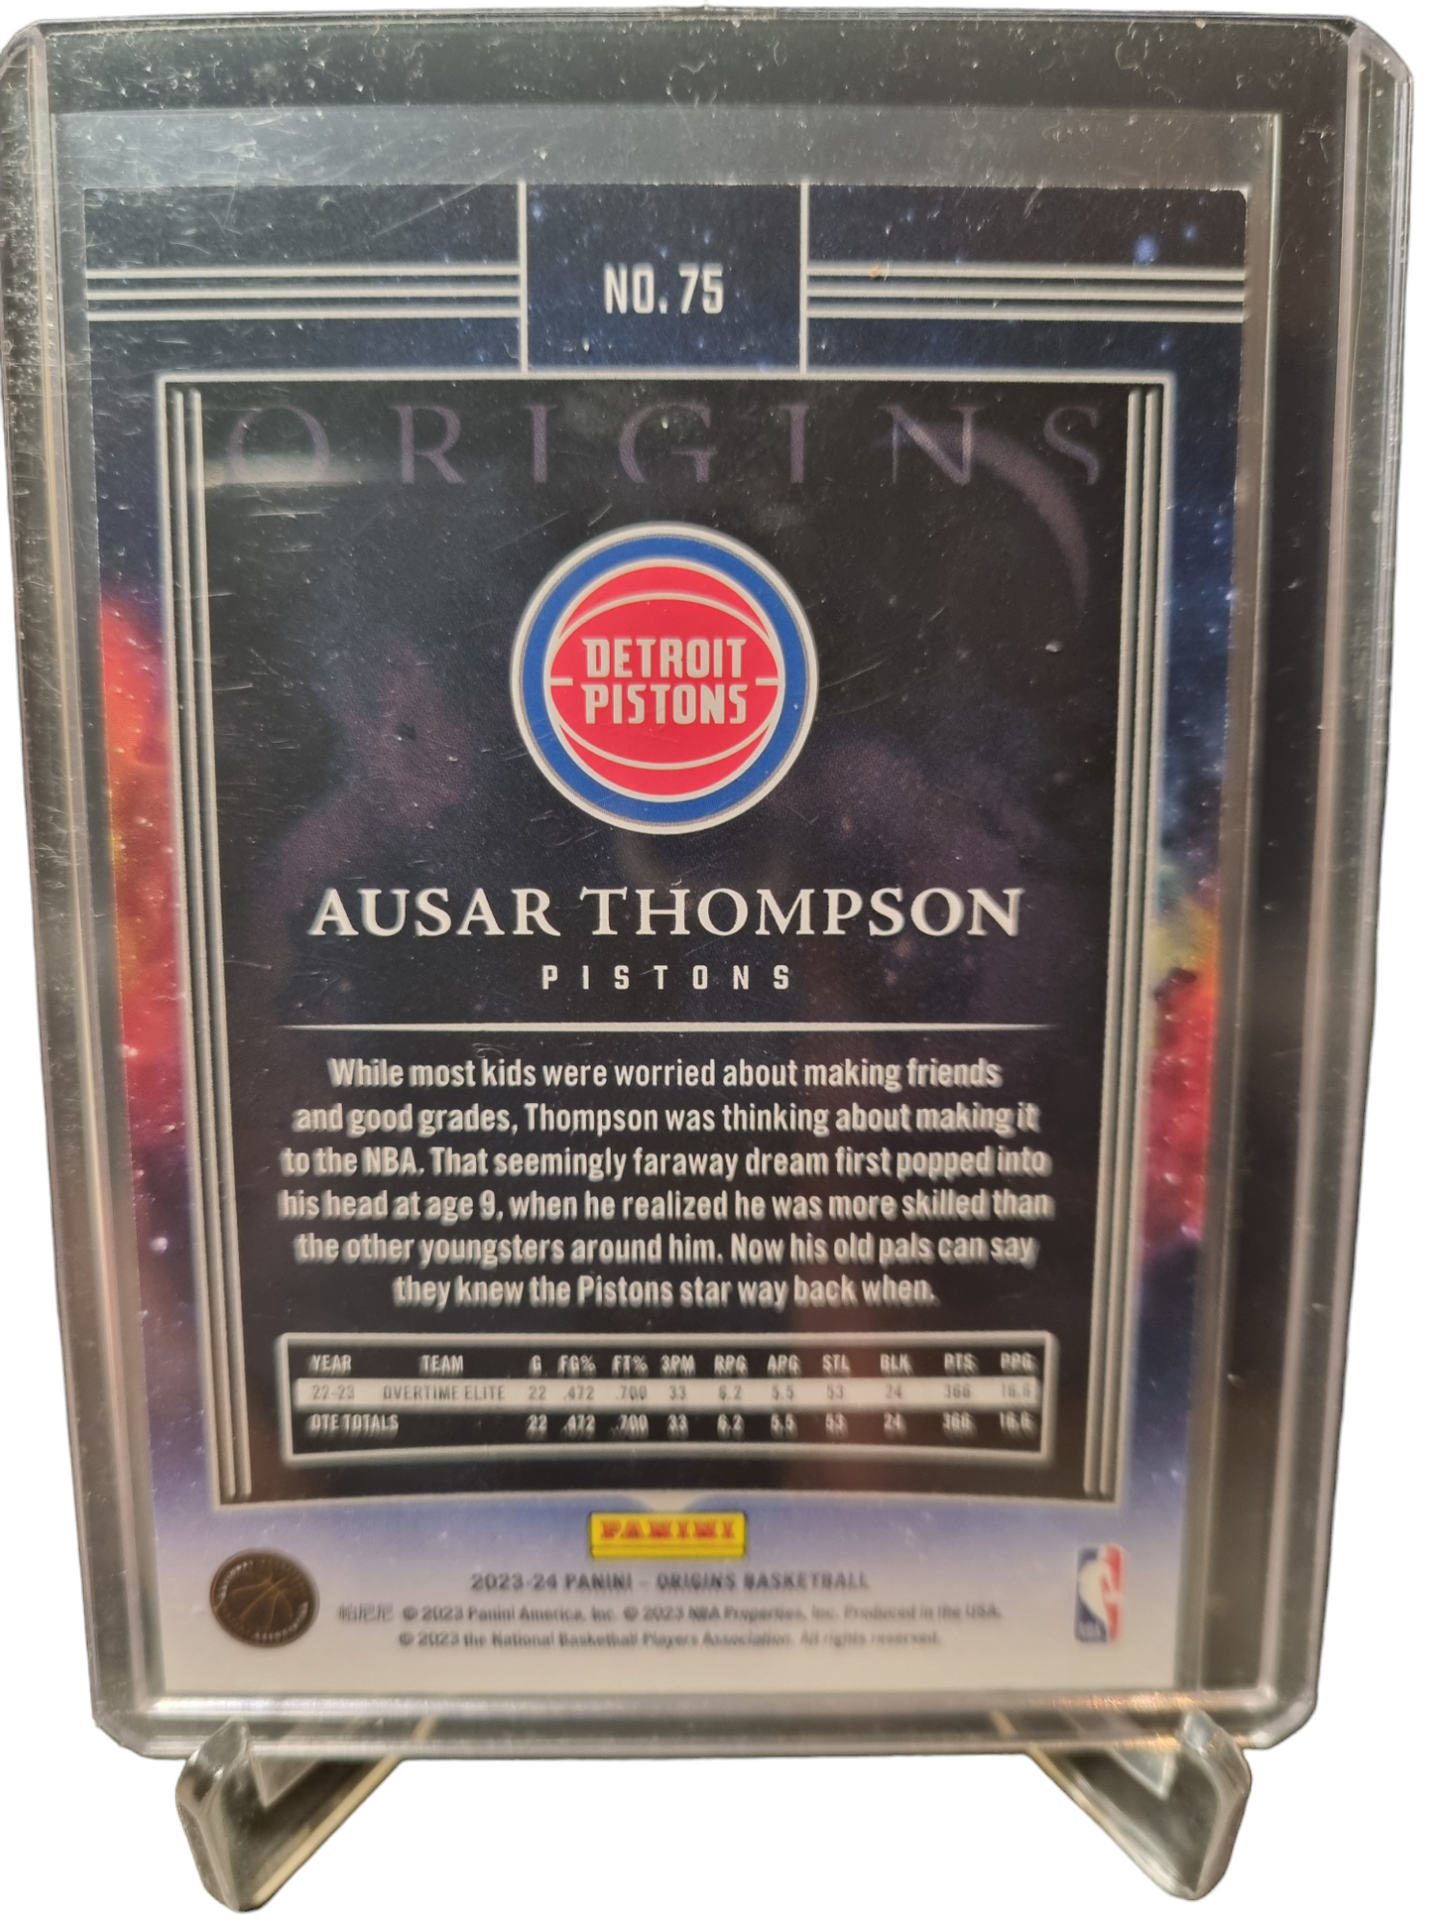 NO. 75
ORIGINS
DETROIT
PISTONS
AUSAR THOMPSON
PISTONS
While most kids were worried about making friends
and good grades, Thompson was thinking about making it
to the NBA. That seemingly faraway dream first popped into
his head at age 9, when he realized he was more skilled than
the other youngsters around him. Now his old pals can say
they knew the Pistons star way back when.
YEAR TEAM G FG% FT% 3PM RPG APG STL BLK PTS PPG
22-23 OVERTIME ELITE 22 .472 .700 33 6.2 5.5 53 24 366 16.6
OTE TOTALS 22 .472 .700 33 6.2 5.5 53 24 366 16.6
PANINI
2023-24 PANINI – ORIGINS BASKETBALL
帕尼尼 © 2023 Panini America, Inc. © 2023 NBA Properties, Inc. Produced in the USA.
© 2023 the National Basketball Players Association. All rights reserved.
NBA